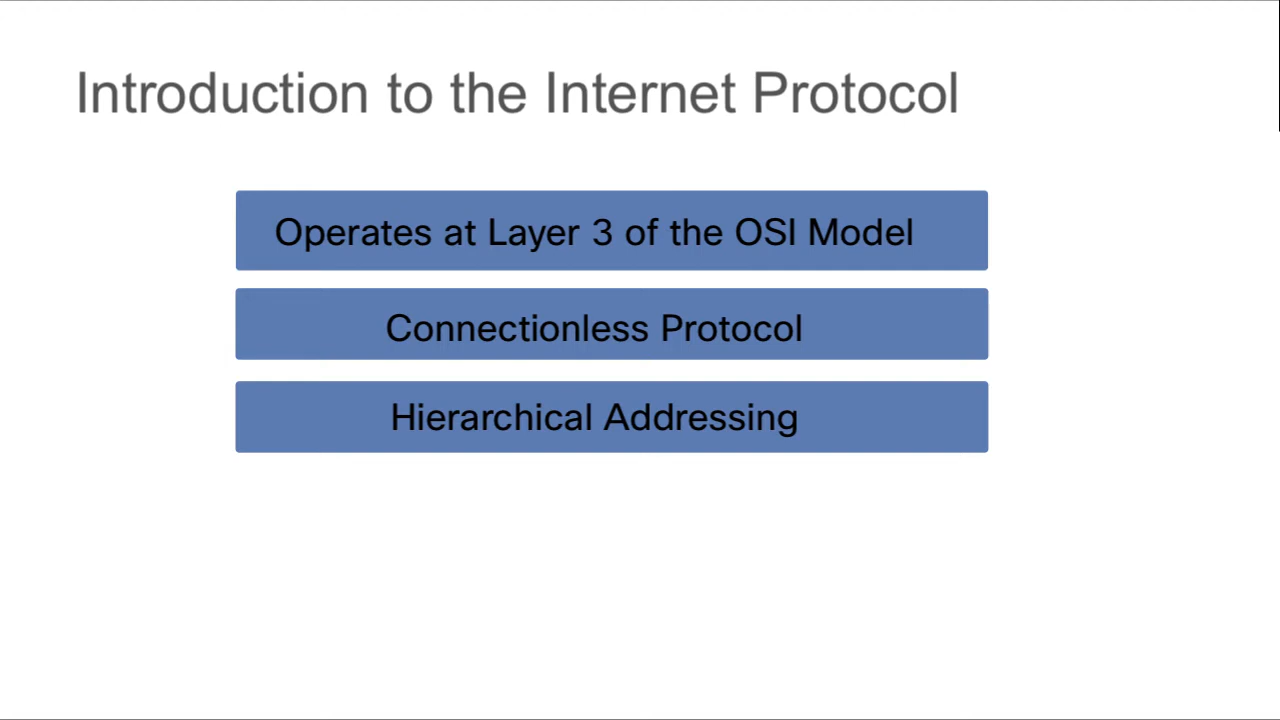 Introduction to the Internet Protocol
Operates at Layer 3 of the OSI Model
Connectionless Protocol
Hierarchical Addressing